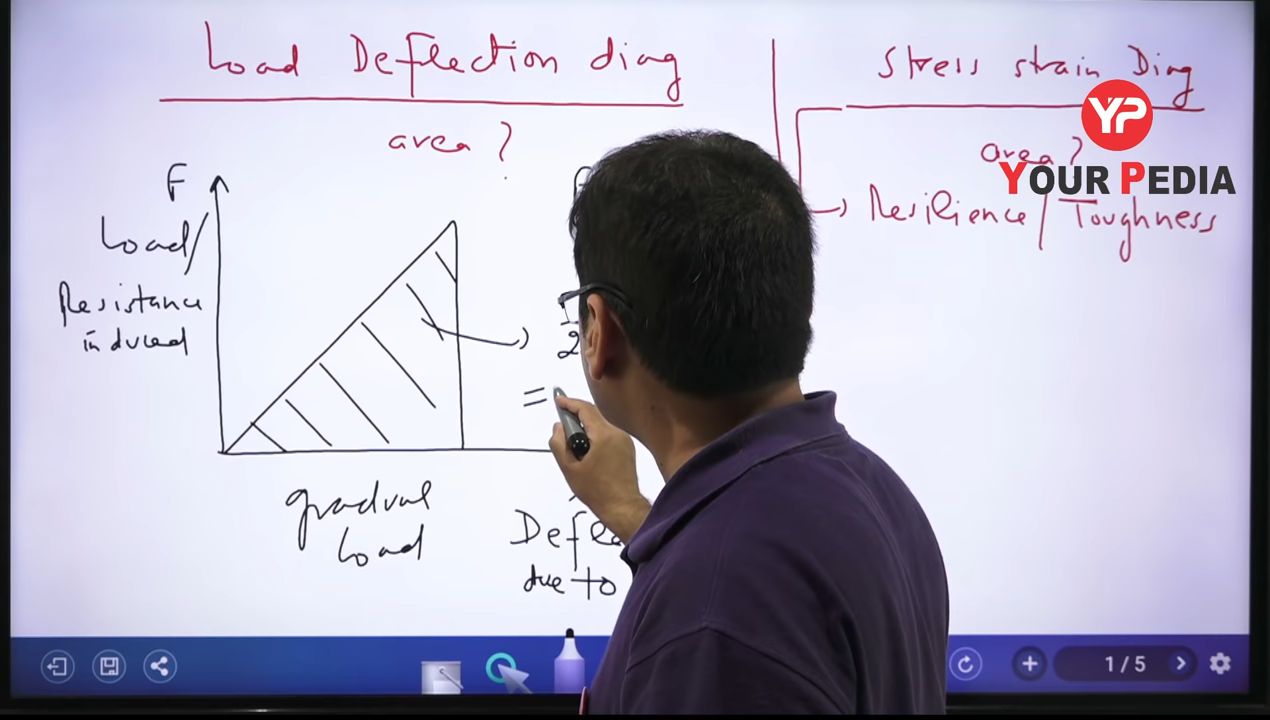 Load Deflection diag
area ?
F
Load/
Resistance
induced
2
=
gradual
Load
due to
Stress strain Diag
area ?
Resilience / Toughness
YP
YOUR PEDIA
1 / 5